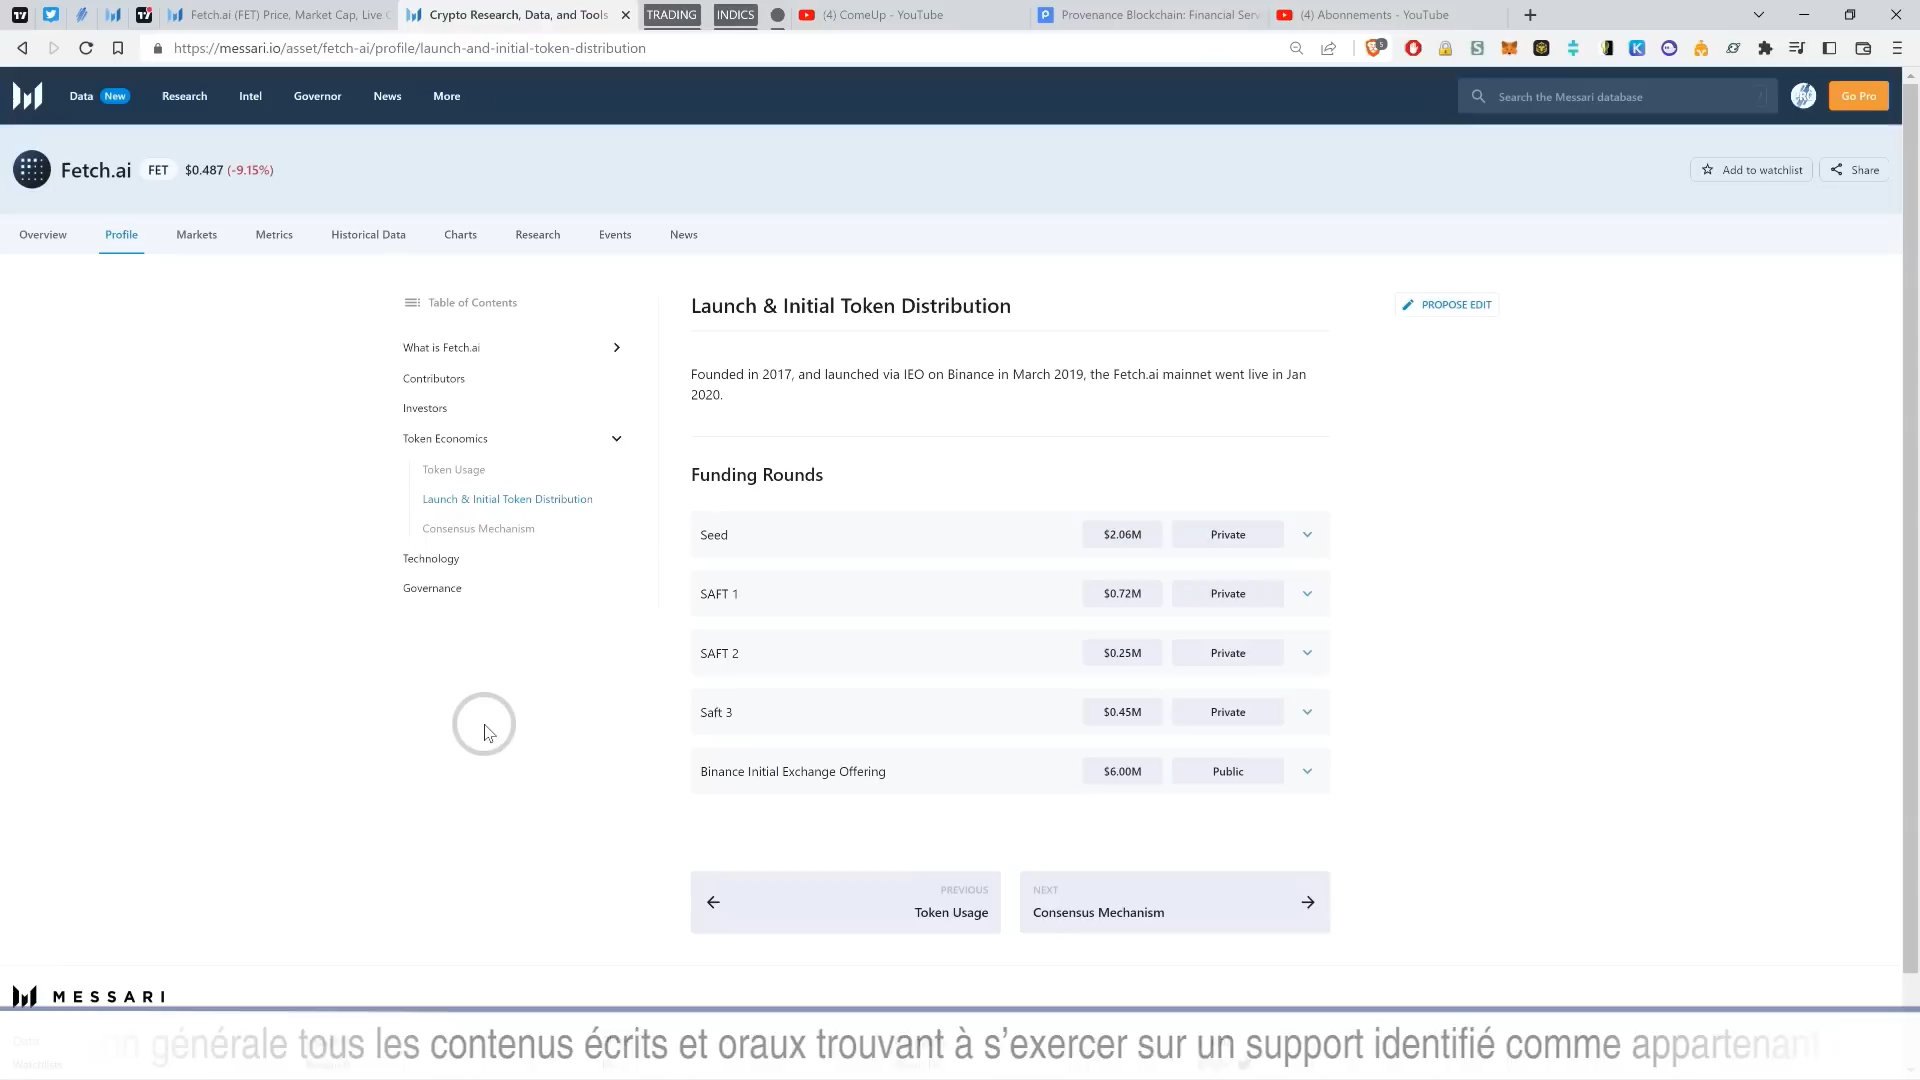 Fetch.ai (FET) Price, Market Cap, Live C
Crypto Research, Data, and Tools
TRADING
INDICS
(4) ComeUp - YouTube
Provenance Blockchain: Financial Serv
(4) Abonnements - YouTube
https://messari.io/asset/fetch-ai/profile/launch-and-initial-token-distribution
Data New
Research
Intel
Governor
News
More
Search the Messari database
Go Pro
Fetch.ai FET $0.487 (-9.15%)
Add to watchlist
Share
Overview
Profile
Markets
Metrics
Historical Data
Charts
Research
Events
News
Table of Contents
What is Fetch.ai
Contributors
Investors
Token Economics
Token Usage
Launch & Initial Token Distribution
Consensus Mechanism
Technology
Governance
Launch & Initial Token Distribution
PROPOSE EDIT
Founded in 2017, and launched via IEO on Binance in March 2019, the Fetch.ai mainnet went live in Jan
2020.
Funding Rounds
Seed $2.06M Private
SAFT 1 $0.72M Private
SAFT 2 $0.25M Private
Saft 3 $0.45M Private
Binance Initial Exchange Offering $6.00M Public
PREVIOUS
Token Usage
NEXT
Consensus Mechanism
MESSARI
n générale tous les contenus écrits et oraux trouvant à s'exercer sur un support identifié comme appartenant
Watchlists